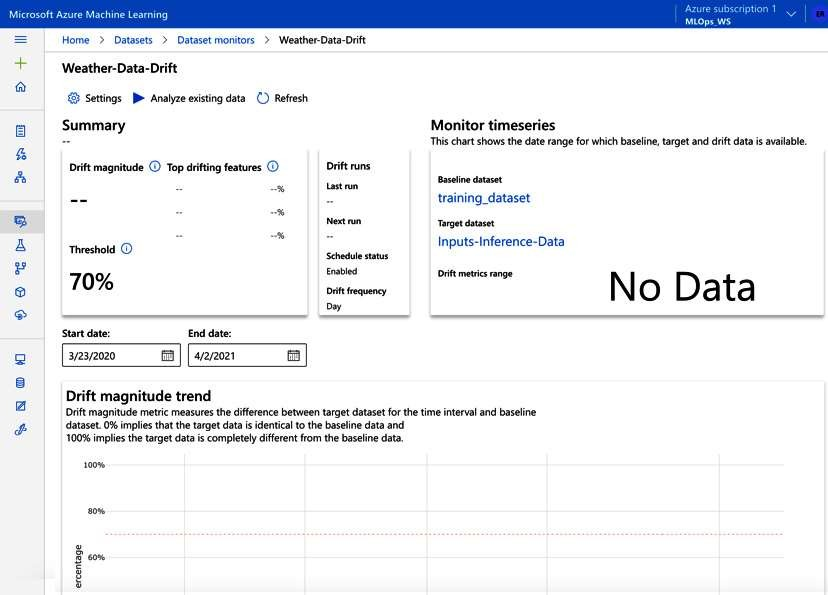 Microsoft Azure Machine Learning
Azure subscription 1
MLOps_WS
ER
Home > Datasets > Dataset monitors > Weather-Data-Drift
Weather-Data-Drift
Settings Analyze existing data Refresh
Summary
--
Drift magnitude Top drifting features
--
-- --%
-- --%
-- --%
Threshold
70%
Drift runs
Last run
--
Next run
--
Schedule status
Enabled
Drift frequency
Day
Monitor timeseries
This chart shows the date range for which baseline, target and drift data is available.
Baseline dataset
training_dataset
Target dataset
Inputs-Inference-Data
Drift metrics range
No Data
Start date: End date:
3/23/2020 4/2/2021
Drift magnitude trend
Drift magnitude metric measures the difference between target dataset for the time interval and baseline
dataset. 0% implies that the target data is identical to the baseline data and
100% implies the target data is completely different from the baseline data.
100%
80%
60%
ercentage